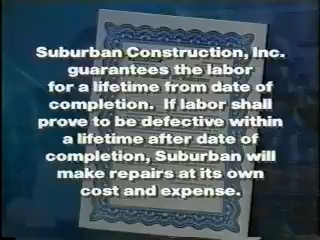 Suburban Construction, Inc.
guarantees the labor
for a lifetime from date of
completion. If labor shall
prove to be defective within
a lifetime after date of
completion, Suburban will
make repairs at its own
cost and expense.